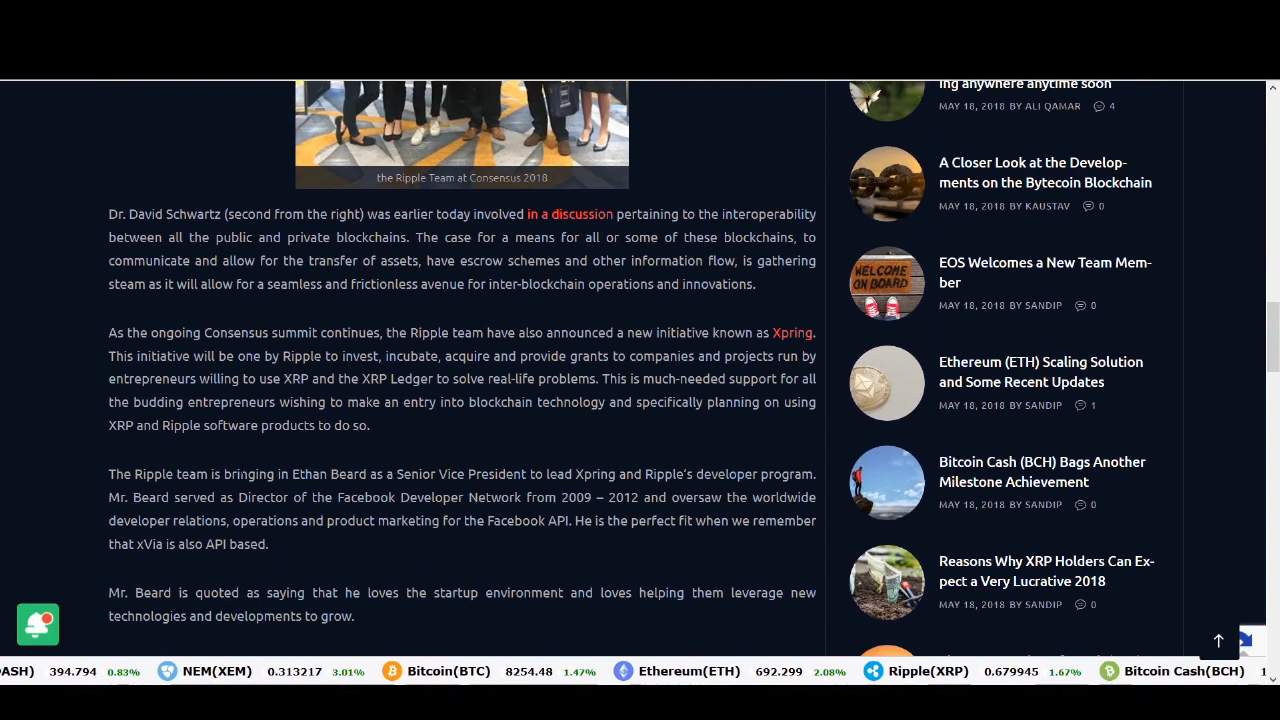 the Ripple Team at Consensus 2018
Dr. David Schwartz (second from the right) was earlier today involved in a discussion pertaining to the interoperability
between all the public and private blockchains. The case for a means for all or some of these blockchains, to
communicate and allow for the transfer of assets, have escrow schemes and other information flow, is gathering
steam as it will allow for a seamless and frictionless avenue for inter-blockchain operations and innovations.
As the ongoing Consensus summit continues, the Ripple team have also announced a new initiative known as Xpring.
This initiative will be one by Ripple to invest, incubate, acquire and provide grants to companies and projects run by
entrepreneurs willing to use XRP and the XRP Ledger to solve real-life problems. This is much-needed support for all
the budding entrepreneurs wishing to make an entry into blockchain technology and specifically planning on using
XRP and Ripple software products to do so.
The Ripple team is bringing in Ethan Beard as a Senior Vice President to lead Xpring and Ripple's developer program.
Mr. Beard served as Director of the Facebook Developer Network from 2009 – 2012 and oversaw the worldwide
developer relations, operations and product marketing for the Facebook API. He is the perfect fit when we remember
that xVia is also API based.
Mr. Beard is quoted as saying that he loves the startup environment and loves helping them leverage new
technologies and developments to grow.
ing anywhere anytime soon
MAY 18, 2018 BY ALI QAMAR 4
A Closer Look at the Develop-
ments on the Bytecoin Blockchain
MAY 18, 2018 BY KAUSTAV 0
WELCOME
ON BOARD
EOS Welcomes a New Team Mem-
ber
MAY 18, 2018 BY SANDIP 0
Ethereum (ETH) Scaling Solution
and Some Recent Updates
MAY 18, 2018 BY SANDIP 1
Bitcoin Cash (BCH) Bags Another
Milestone Achievement
MAY 18, 2018 BY SANDIP 0
Reasons Why XRP Holders Can Ex-
pect a Very Lucrative 2018
MAY 18, 2018 BY SANDIP 0
DASH) 394.794 0.83% NEM(XEM) 0.313217 3.01% Bitcoin(BTC) 8254.48 1.47% Ethereum(ETH) 692.299 2.08% Ripple(XRP) 0.679945 1.67% Bitcoin Cash(BCH) 1